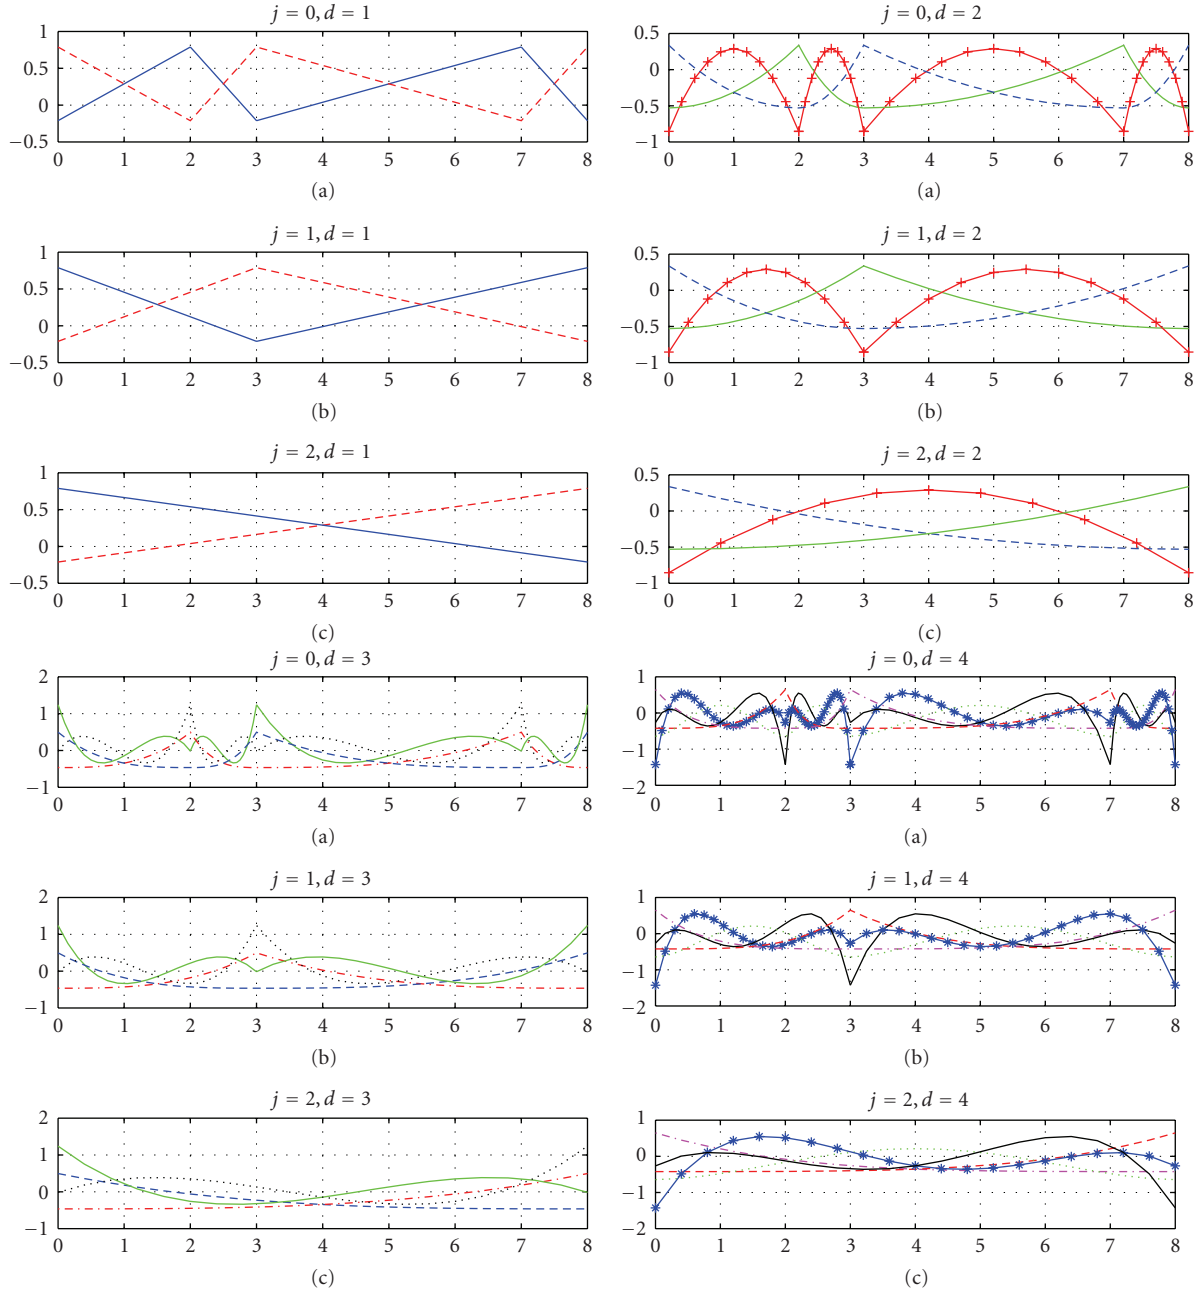 j = 0, d = 1
1
0.5
0
−0.5
0 1 2 3 4 5 6 7 8
(a)
j = 0, d = 2
0.5
0
−0.5
−1
0 1 2 3 4 5 6 7 8
(a)
j = 1, d = 1
1
0.5
0
−0.5
0 1 2 3 4 5 6 7 8
(b)
j = 1, d = 2
0.5
0
−0.5
−1
0 1 2 3 4 5 6 7 8
(b)
j = 2, d = 1
1
0.5
0
−0.5
0 1 2 3 4 5 6 7 8
(c)
j = 2, d = 2
0.5
0
−0.5
−1
0 1 2 3 4 5 6 7 8
(c)
j = 0, d = 3
2
1
0
−1
0 1 2 3 4 5 6 7 8
(a)
j = 0, d = 4
1
0
−1
−2
0 1 2 3 4 5 6 7 8
(a)
j = 1, d = 3
2
1
0
−1
0 1 2 3 4 5 6 7 8
(b)
j = 1, d = 4
1
0
−1
−2
0 1 2 3 4 5 6 7 8
(b)
j = 2, d = 3
2
1
0
−1
0 1 2 3 4 5 6 7 8
(c)
j = 2, d = 4
1
0
−1
−2
0 1 2 3 4 5 6 7 8
(c)